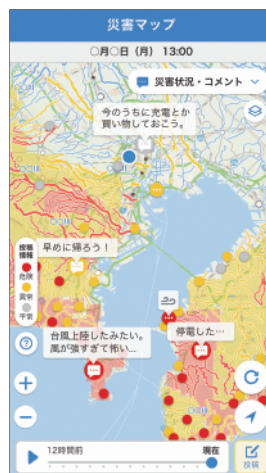 災害マップ
○月○日（月） 13:00
災害状況・コメント
今のうちに充電とか
買い物しておこう。
投稿
情報
危険
異常
平常
早めに帰ろう！
台風上陸したみたい。
風が強すぎて怖い…
停電した…
12時間前
現在
投稿